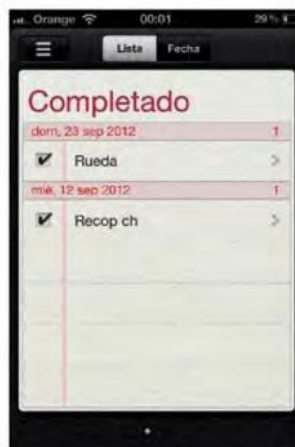 Orange 00:01 29 %
Lista Fecha
Completado
dom, 23 sep 2012 1
Rueda
mié, 12 sep 2012 1
Recop ch